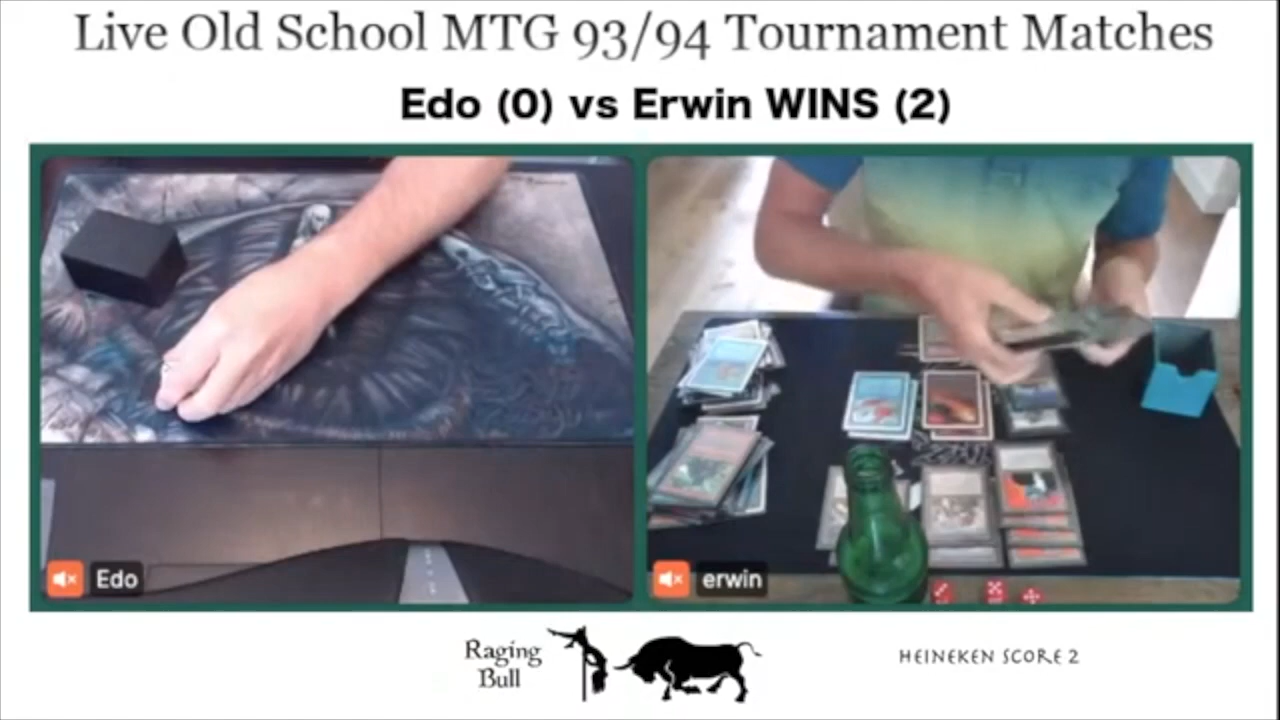 Live Old School MTG 93/94 Tournament Matches
Edo (0) vs Erwin WINS (2)
Edo
erwin
Raging
Bull
HEINEKEN SCORE 2